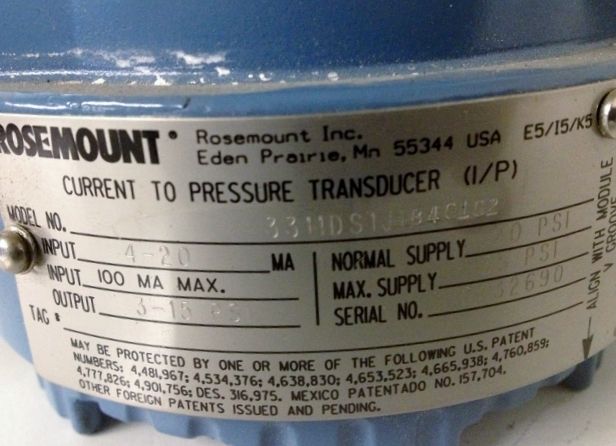 ROSEMOUNT® Rosemount Inc.
Eden Prairie, Mn 55344 USA E5/I5/K5
CURRENT TO PRESSURE TRANSDUCER (I/P)
MODEL NO.
INPUT 4-20 MA NORMAL SUPPLY PSI
INPUT 100 MA MAX. MAX. SUPPLY PSI
OUTPUT 3-15 SERIAL NO.
TAG
MAY BE PROTECTED BY ONE OR MORE OF THE FOLLOWING U.S. PATENT
NUMBERS: 4,481,967; 4,534,376; 4,638,830; 4,653,523; 4,665,938; 4,760,859;
4,777,826; 4,901,756; DES. 316,975. MEXICO PATENTADO NO. 157,704.
OTHER FOREIGN PATENTS ISSUED AND PENDING.
ALIGN WITH MODULE